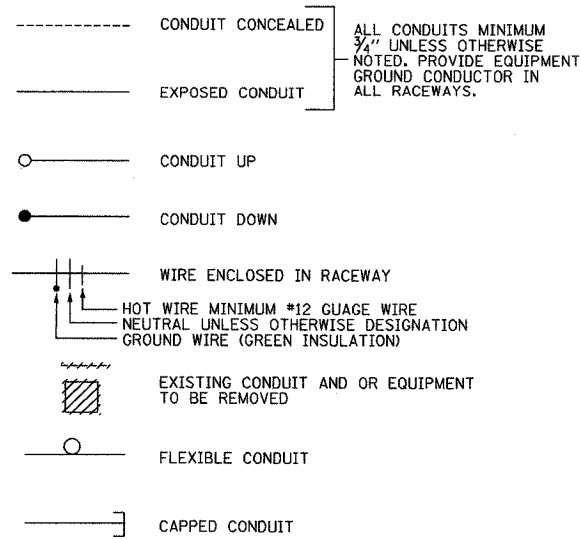 CONDUIT CONCEALED
EXPOSED CONDUIT
ALL CONDUITS MINIMUM
3/4" UNLESS OTHERWISE
NOTED. PROVIDE EQUIPMENT
GROUND CONDUCTOR IN
ALL RACEWAYS.
CONDUIT UP
CONDUIT DOWN
WIRE ENCLOSED IN RACEWAY
HOT WIRE MINIMUM #12 GUAGE WIRE
NEUTRAL UNLESS OTHERWISE DESIGNATION
GROUND WIRE (GREEN INSULATION)
EXISTING CONDUIT AND OR EQUIPMENT
TO BE REMOVED
FLEXIBLE CONDUIT
CAPPED CONDUIT